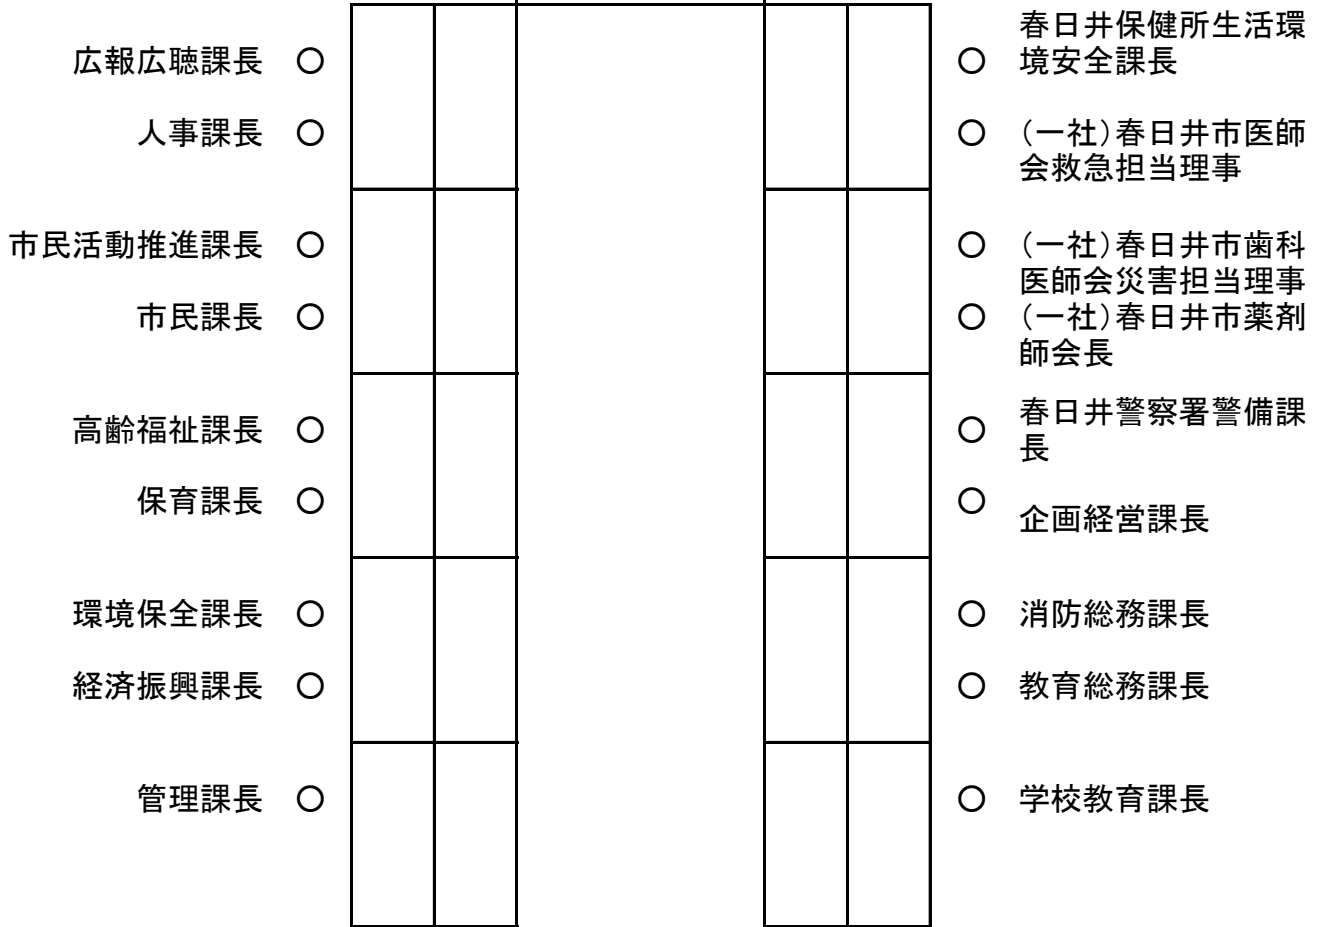 広報広聴課長 ○
人事課長 ○
市民活動推進課長 ○
市民課長 ○
高齢福祉課長 ○
保育課長 ○
環境保全課長 ○
経済振興課長 ○
管理課長 ○
○ 春日井保健所生活環
境安全課長
○ （一社）春日井市医師
会救急担当理事
○ （一社）春日井市歯科
医師会災害担当理事
○ （一社）春日井市薬剤
師会長
○ 春日井警察署警備課
長
○ 企画経営課長
○ 消防総務課長
○ 教育総務課長
○ 学校教育課長